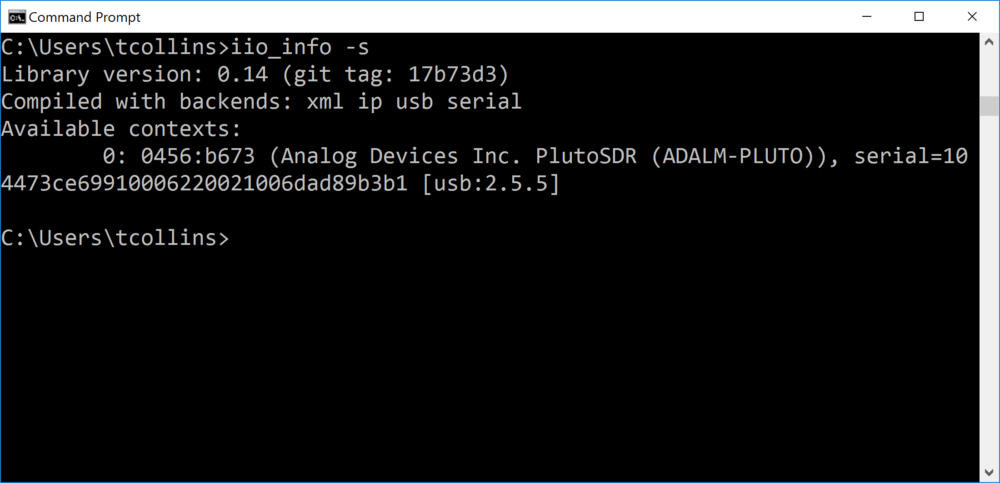 Command Prompt
C:\Users\tcollins>iio_info -s
Library version: 0.14 (git tag: 17b73d3)
Compiled with backends: xml ip usb serial
Available contexts:
        0: 0456:b673 (Analog Devices Inc. PlutoSDR (ADALM-PLUTO)), serial=10
4473ce69910006220021006dad89b3b1 [usb:2.5.5]
C:\Users\tcollins>